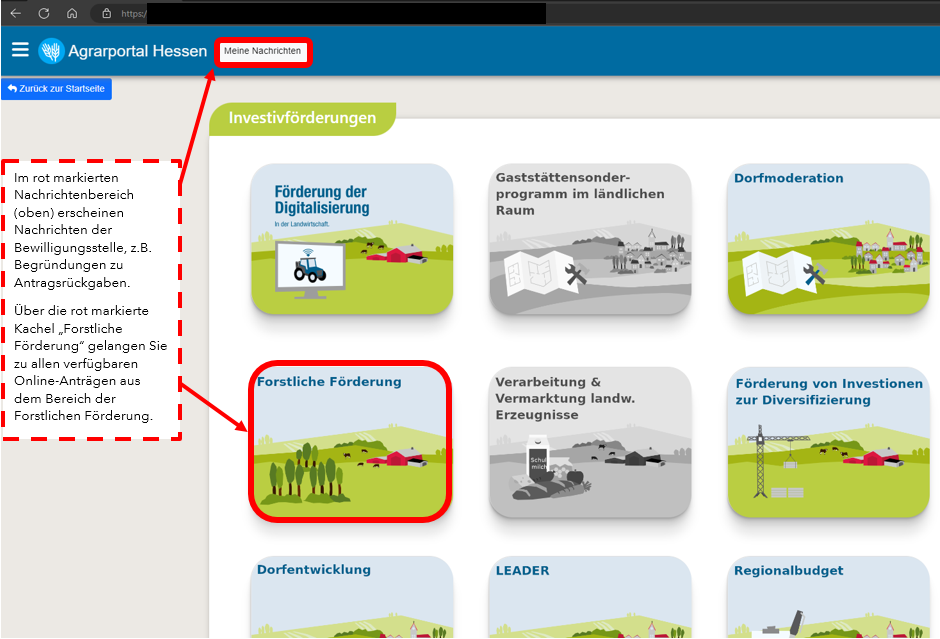 https:/
Agrarportal Hessen
Meine Nachrichten
Zurück zur Startseite
Investivförderungen
Im rot markierten
Nachrichtenbereich
(oben) erscheinen
Nachrichten der
Bewilligungsstelle, z.B.
Begründungen zu
Antragsrückgaben.
Über die rot markierte
Kachel „Forstliche
Förderung“ gelangen Sie
zu allen verfügbaren
Online-Anträgen aus
dem Bereich der
Forstlichen Förderung.
Förderung der
Digitalisierung
in der Landwirtschaft.
Gaststättensonder-
programm im ländlichen
Raum
Dorfmoderation
Forstliche Förderung
Verarbeitung &
Vermarktung landw.
Erzeugnisse
Schul
milch
Förderung von Investionen
zur Diversifizierung
Dorfentwicklung
LEADER
Regionalbudget